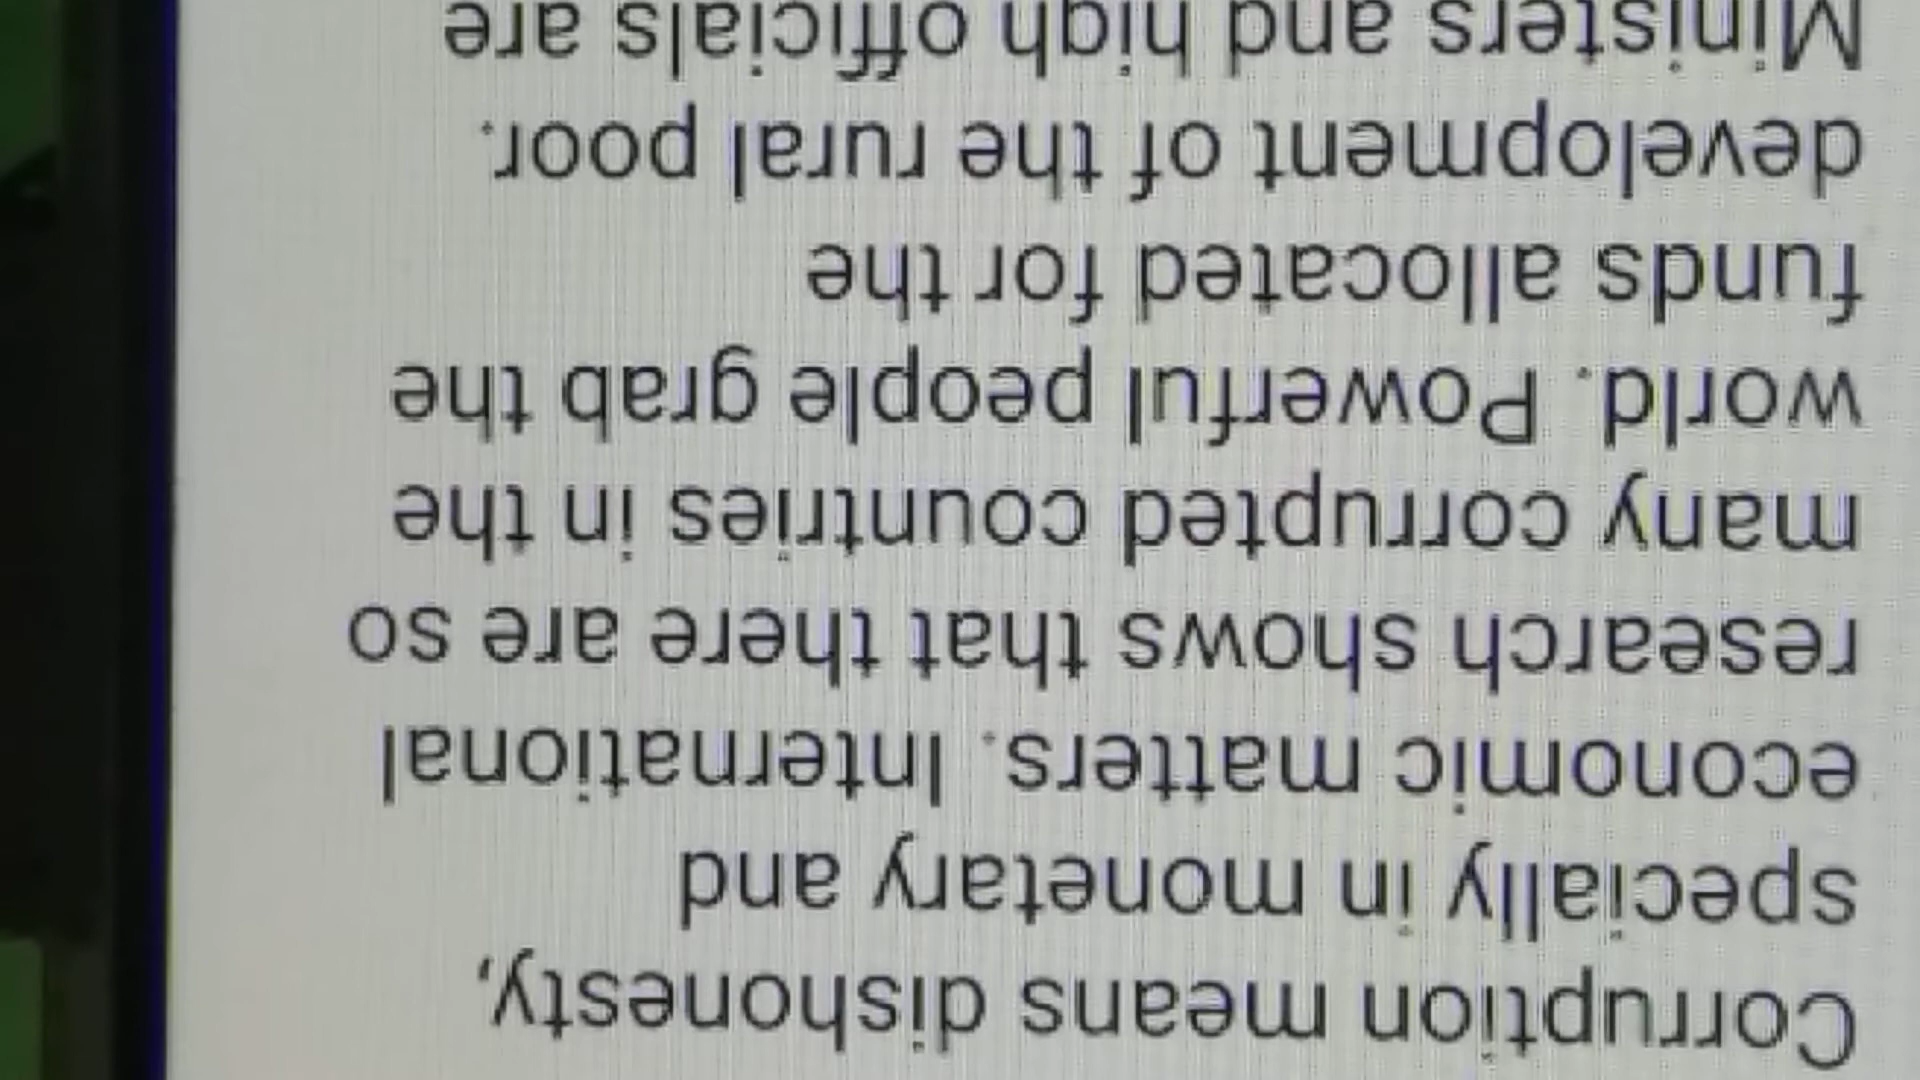 Corruption means dishonesty,
specially in monetary and
economic matters. International
research shows that there are so
many corrupted countries in the
world. Powerful people grab the
funds allocated for the
development of the rural poor.
Ministers and high officials are